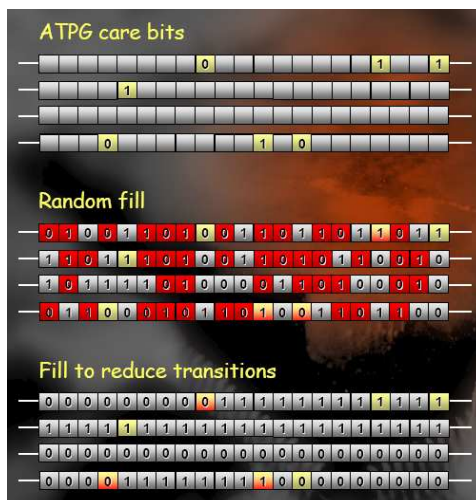 ATPG care bits
0 1 1
1
0 1 0
Random fill
0 1 0 0 1 1 0 1 0 0 1 1 0 1 1 0 1 1 0 1 1
1 1 0 1 1 1 0 1 0 0 1 1 0 1 0 1 1 0 0 1 0
1 0 1 1 1 1 0 1 0 0 0 0 1 1 0 1 0 0 0 1 0
0 1 1 0 0 0 1 0 1 1 0 1 0 0 1 1 0 1 1 0 0
Fill to reduce transitions
0 0 0 0 0 0 0 0 0 1 1 1 1 1 1 1 1 1 1 1 1
1 1 1 1 1 1 1 1 1 1 1 1 1 1 1 1 1 1 1 1 1
0 0 0 0 0 0 0 0 0 0 0 0 0 0 0 0 0 0 0 0 0
0 0 0 0 1 1 1 1 1 1 1 1 0 0 0 0 0 0 0 0 0